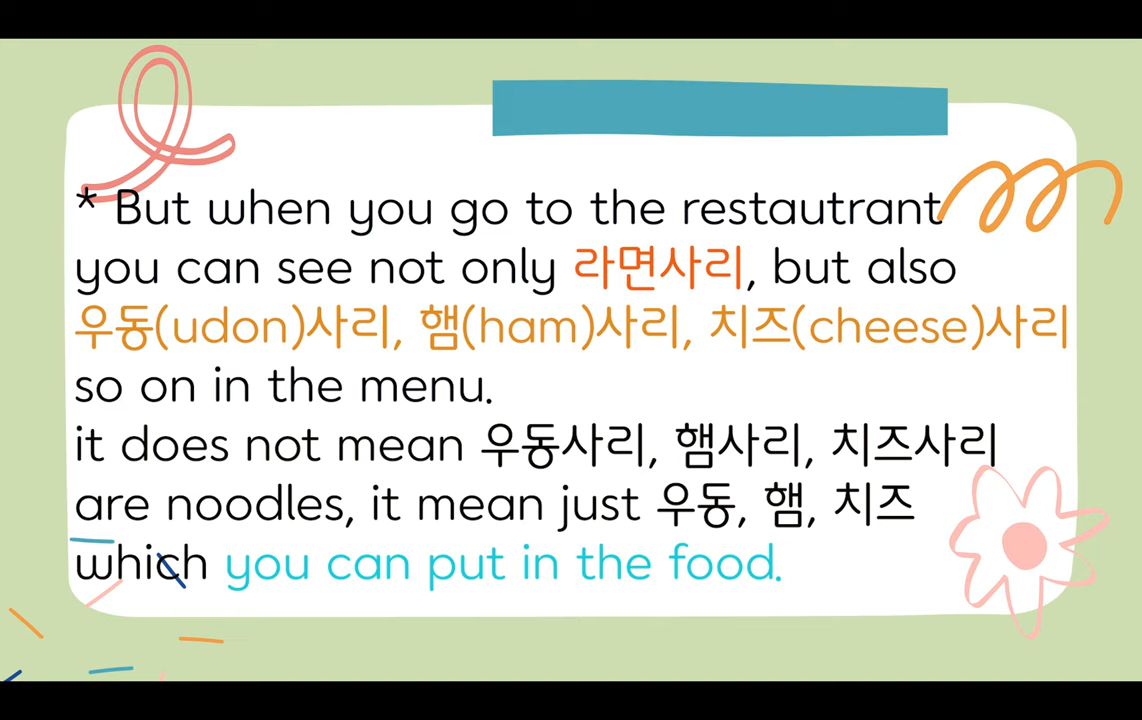 * But when you go to the restautrant
you can see not only 라면사리, but also
우동(udon)사리, 햄(ham)사리, 치즈(cheese)사리
so on in the menu.
it does not mean 우동사리, 햄사리, 치즈사리
are noodles, it mean just 우동, 햄, 치즈
which you can put in the food.